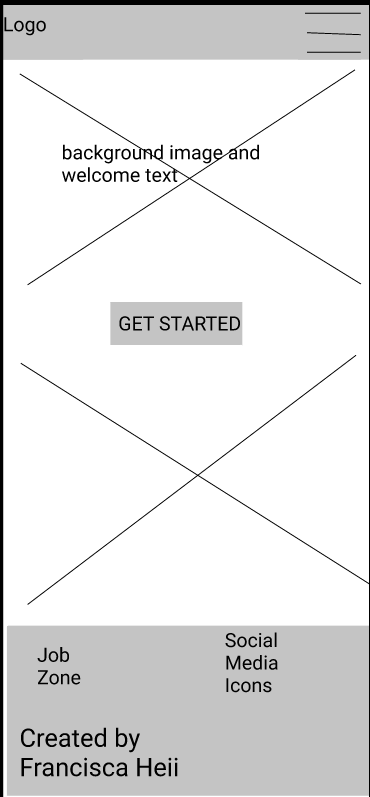 Logo
background image and
welcome text
GET STARTED
Job
Zone
Social
Media
Icons
Created by
Francisca Heii